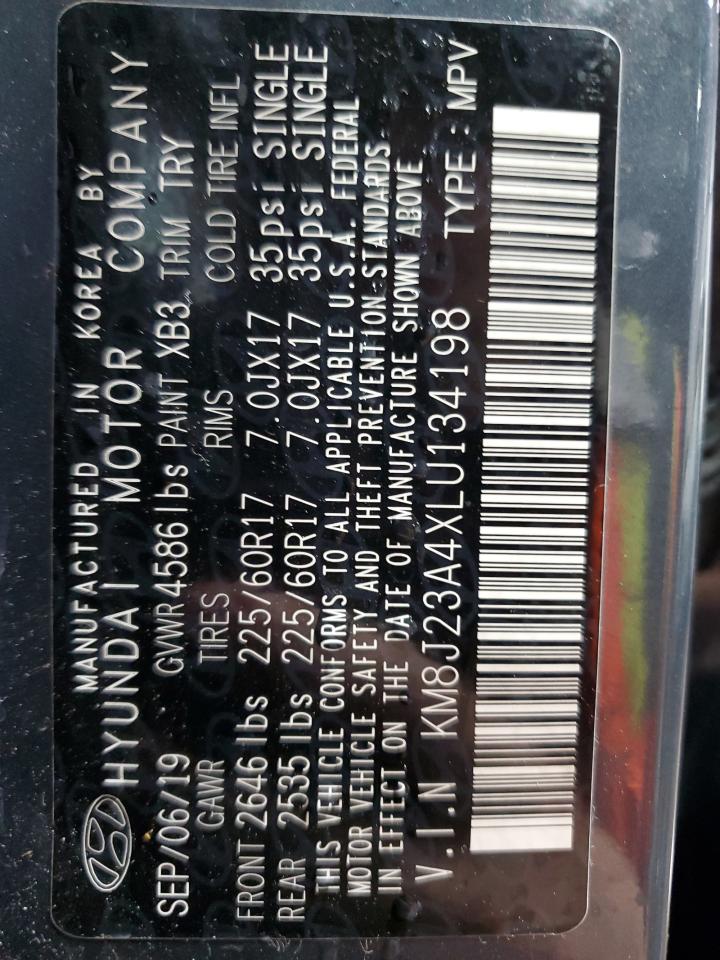 MANUFACTURED IN KOREA BY
HYUNDAI MOTOR COMPANY
SEP/06/19 GVWR 4586 lbs PAINT XB3 TRIM TRY
GAWR TIRES RIMS COLD TIRE INFL
FRONT 2646 lbs 225/60R17 7.0JX17 35psi SINGLE
REAR 2535 lbs 225/60R17 7.0JX17 35psi SINGLE
THIS VEHICLE CONFORMS TO ALL APPLICABLE U.S.A. FEDERAL
MOTOR VEHICLE SAFETY AND THEFT PREVENTION STANDARDS
IN EFFECT ON THE DATE OF MANUFACTURE SHOWN ABOVE
V.I.N KM8J23A4XLU134198 TYPE : MPV